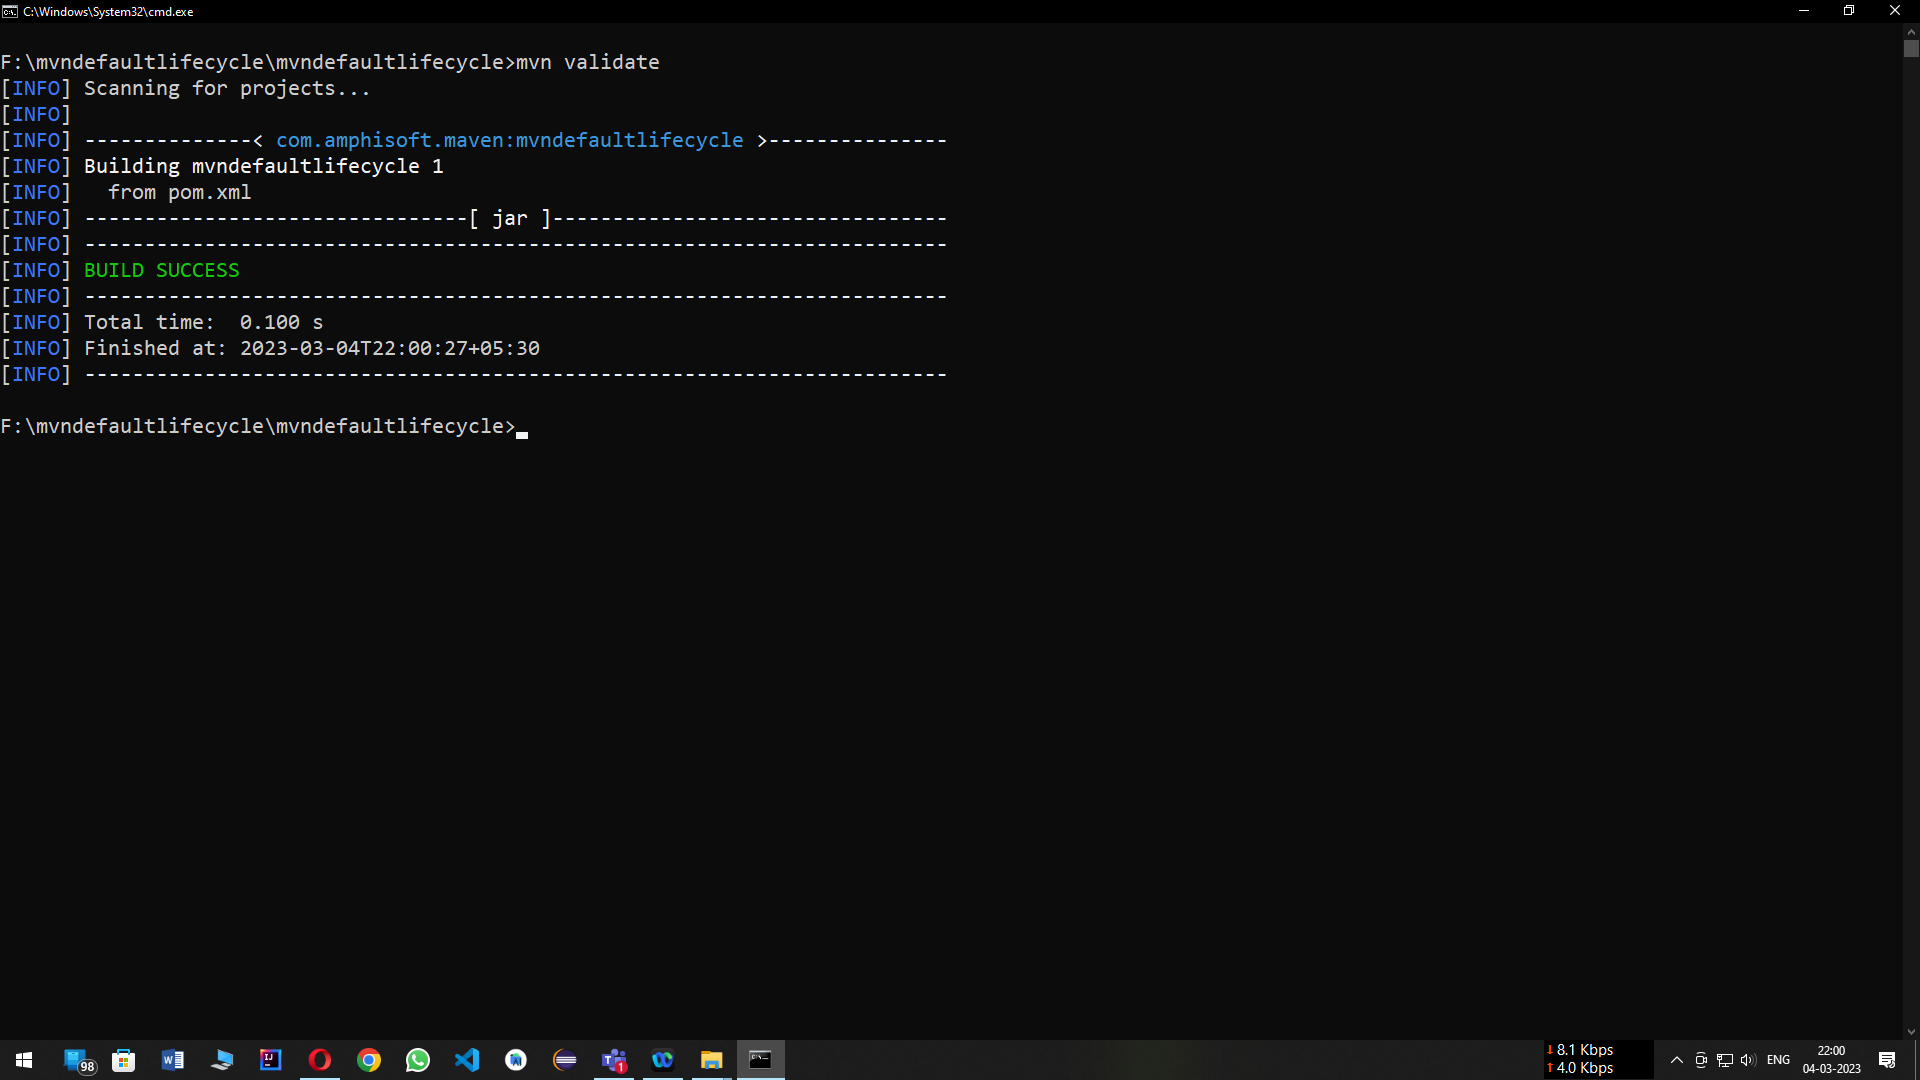 C:\Windows\System32\cmd.exe
F:\mvndefaultlifecycle\mvndefaultlifecycle>mvn validate
[INFO] Scanning for projects...
[INFO]
[INFO] --------------< com.amphisoft.maven:mvndefaultlifecycle >---------------
[INFO] Building mvndefaultlifecycle 1
[INFO]   from pom.xml
[INFO] --------------------------------[ jar ]---------------------------------
[INFO] ------------------------------------------------------------------------
[INFO] BUILD SUCCESS
[INFO] ------------------------------------------------------------------------
[INFO] Total time:  0.100 s
[INFO] Finished at: 2023-03-04T22:00:27+05:30
[INFO] ------------------------------------------------------------------------
F:\mvndefaultlifecycle\mvndefaultlifecycle>
98
1
↓ 8.1 Kbps
↑ 4.0 Kbps
ENG
22:00
04-03-2023